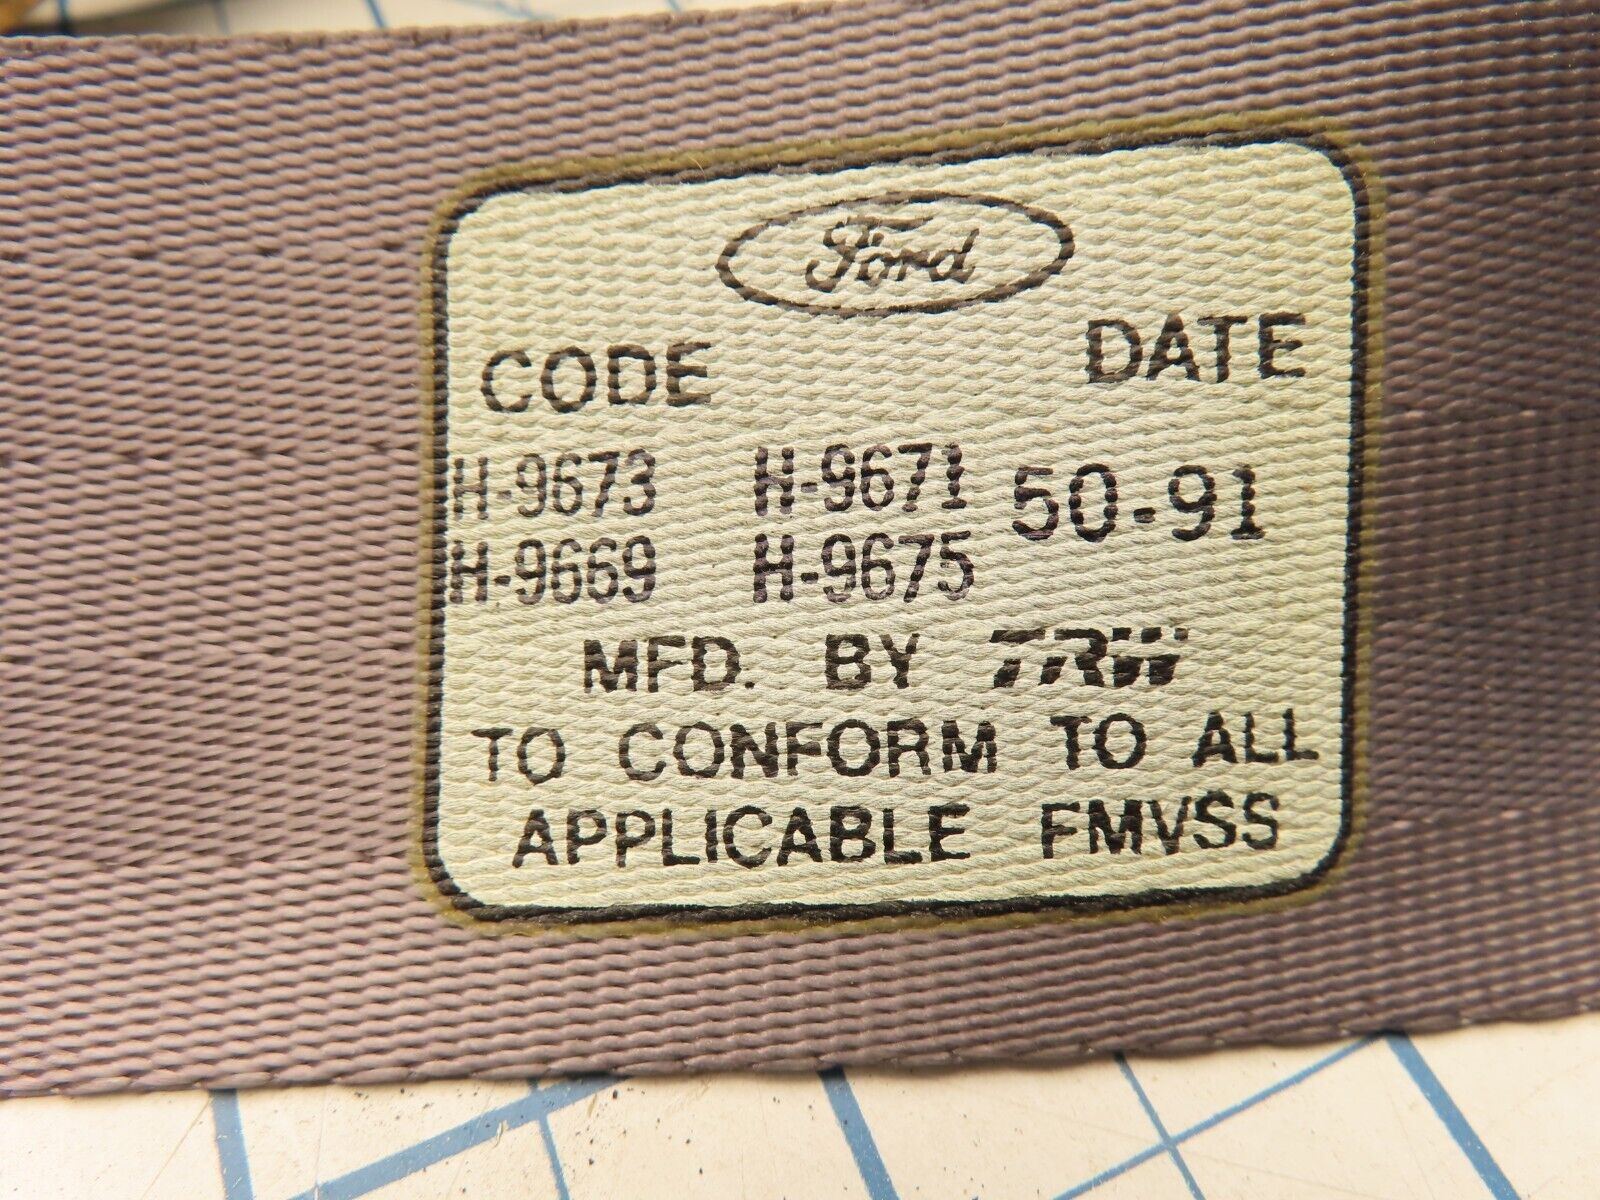 Ford
CODE DATE
H-9673 H-9671 50-91
H-9669 H-9675
MFD. BY TRW
TO CONFORM TO ALL
APPLICABLE FMVSS